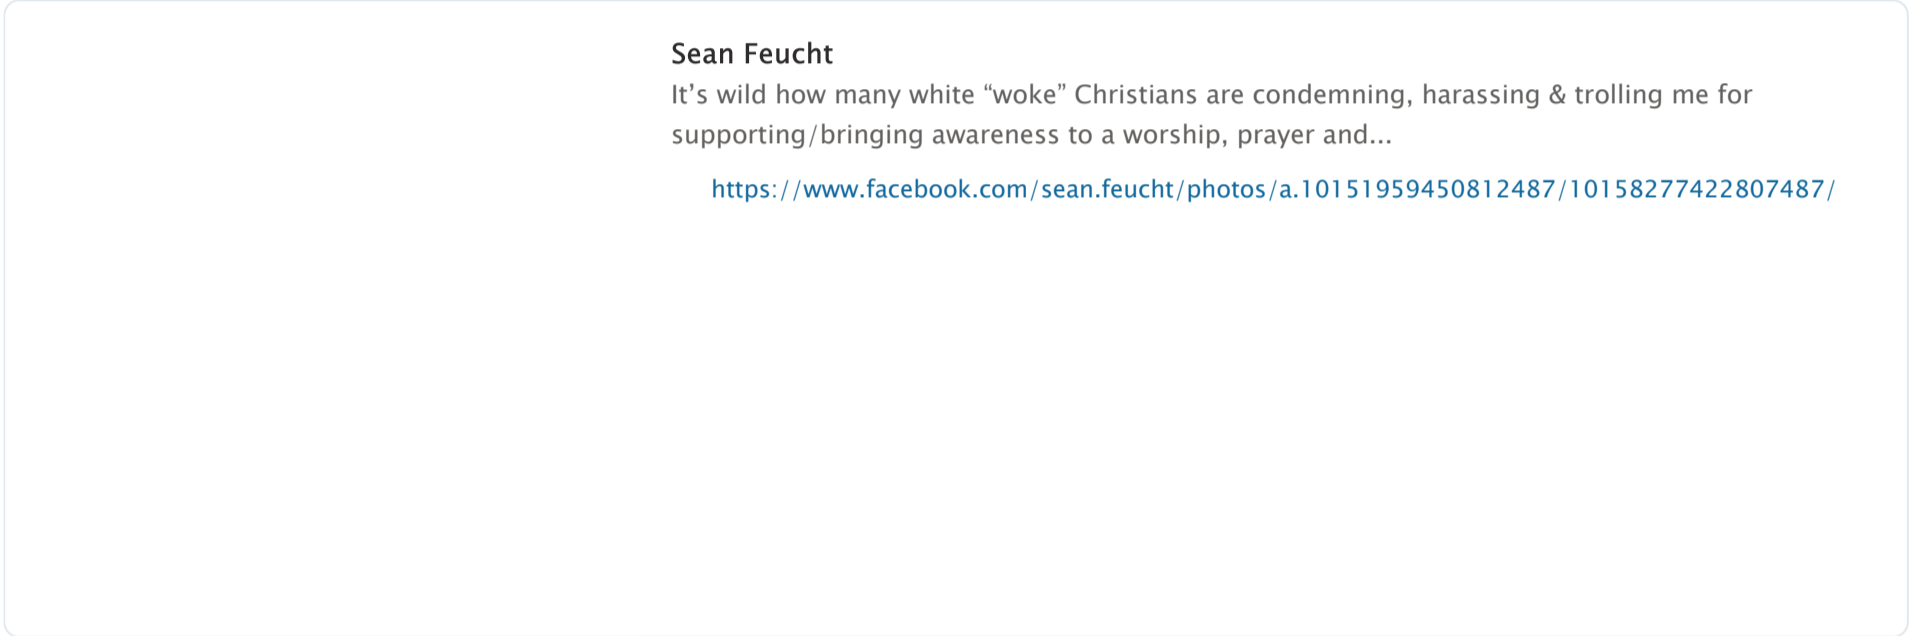 Sean Feucht
It’s wild how many white “woke” Christians are condemning, harassing & trolling me for
supporting/bringing awareness to a worship, prayer and...
https://www.facebook.com/sean.feucht/photos/a.10151959450812487/10158277422807487/